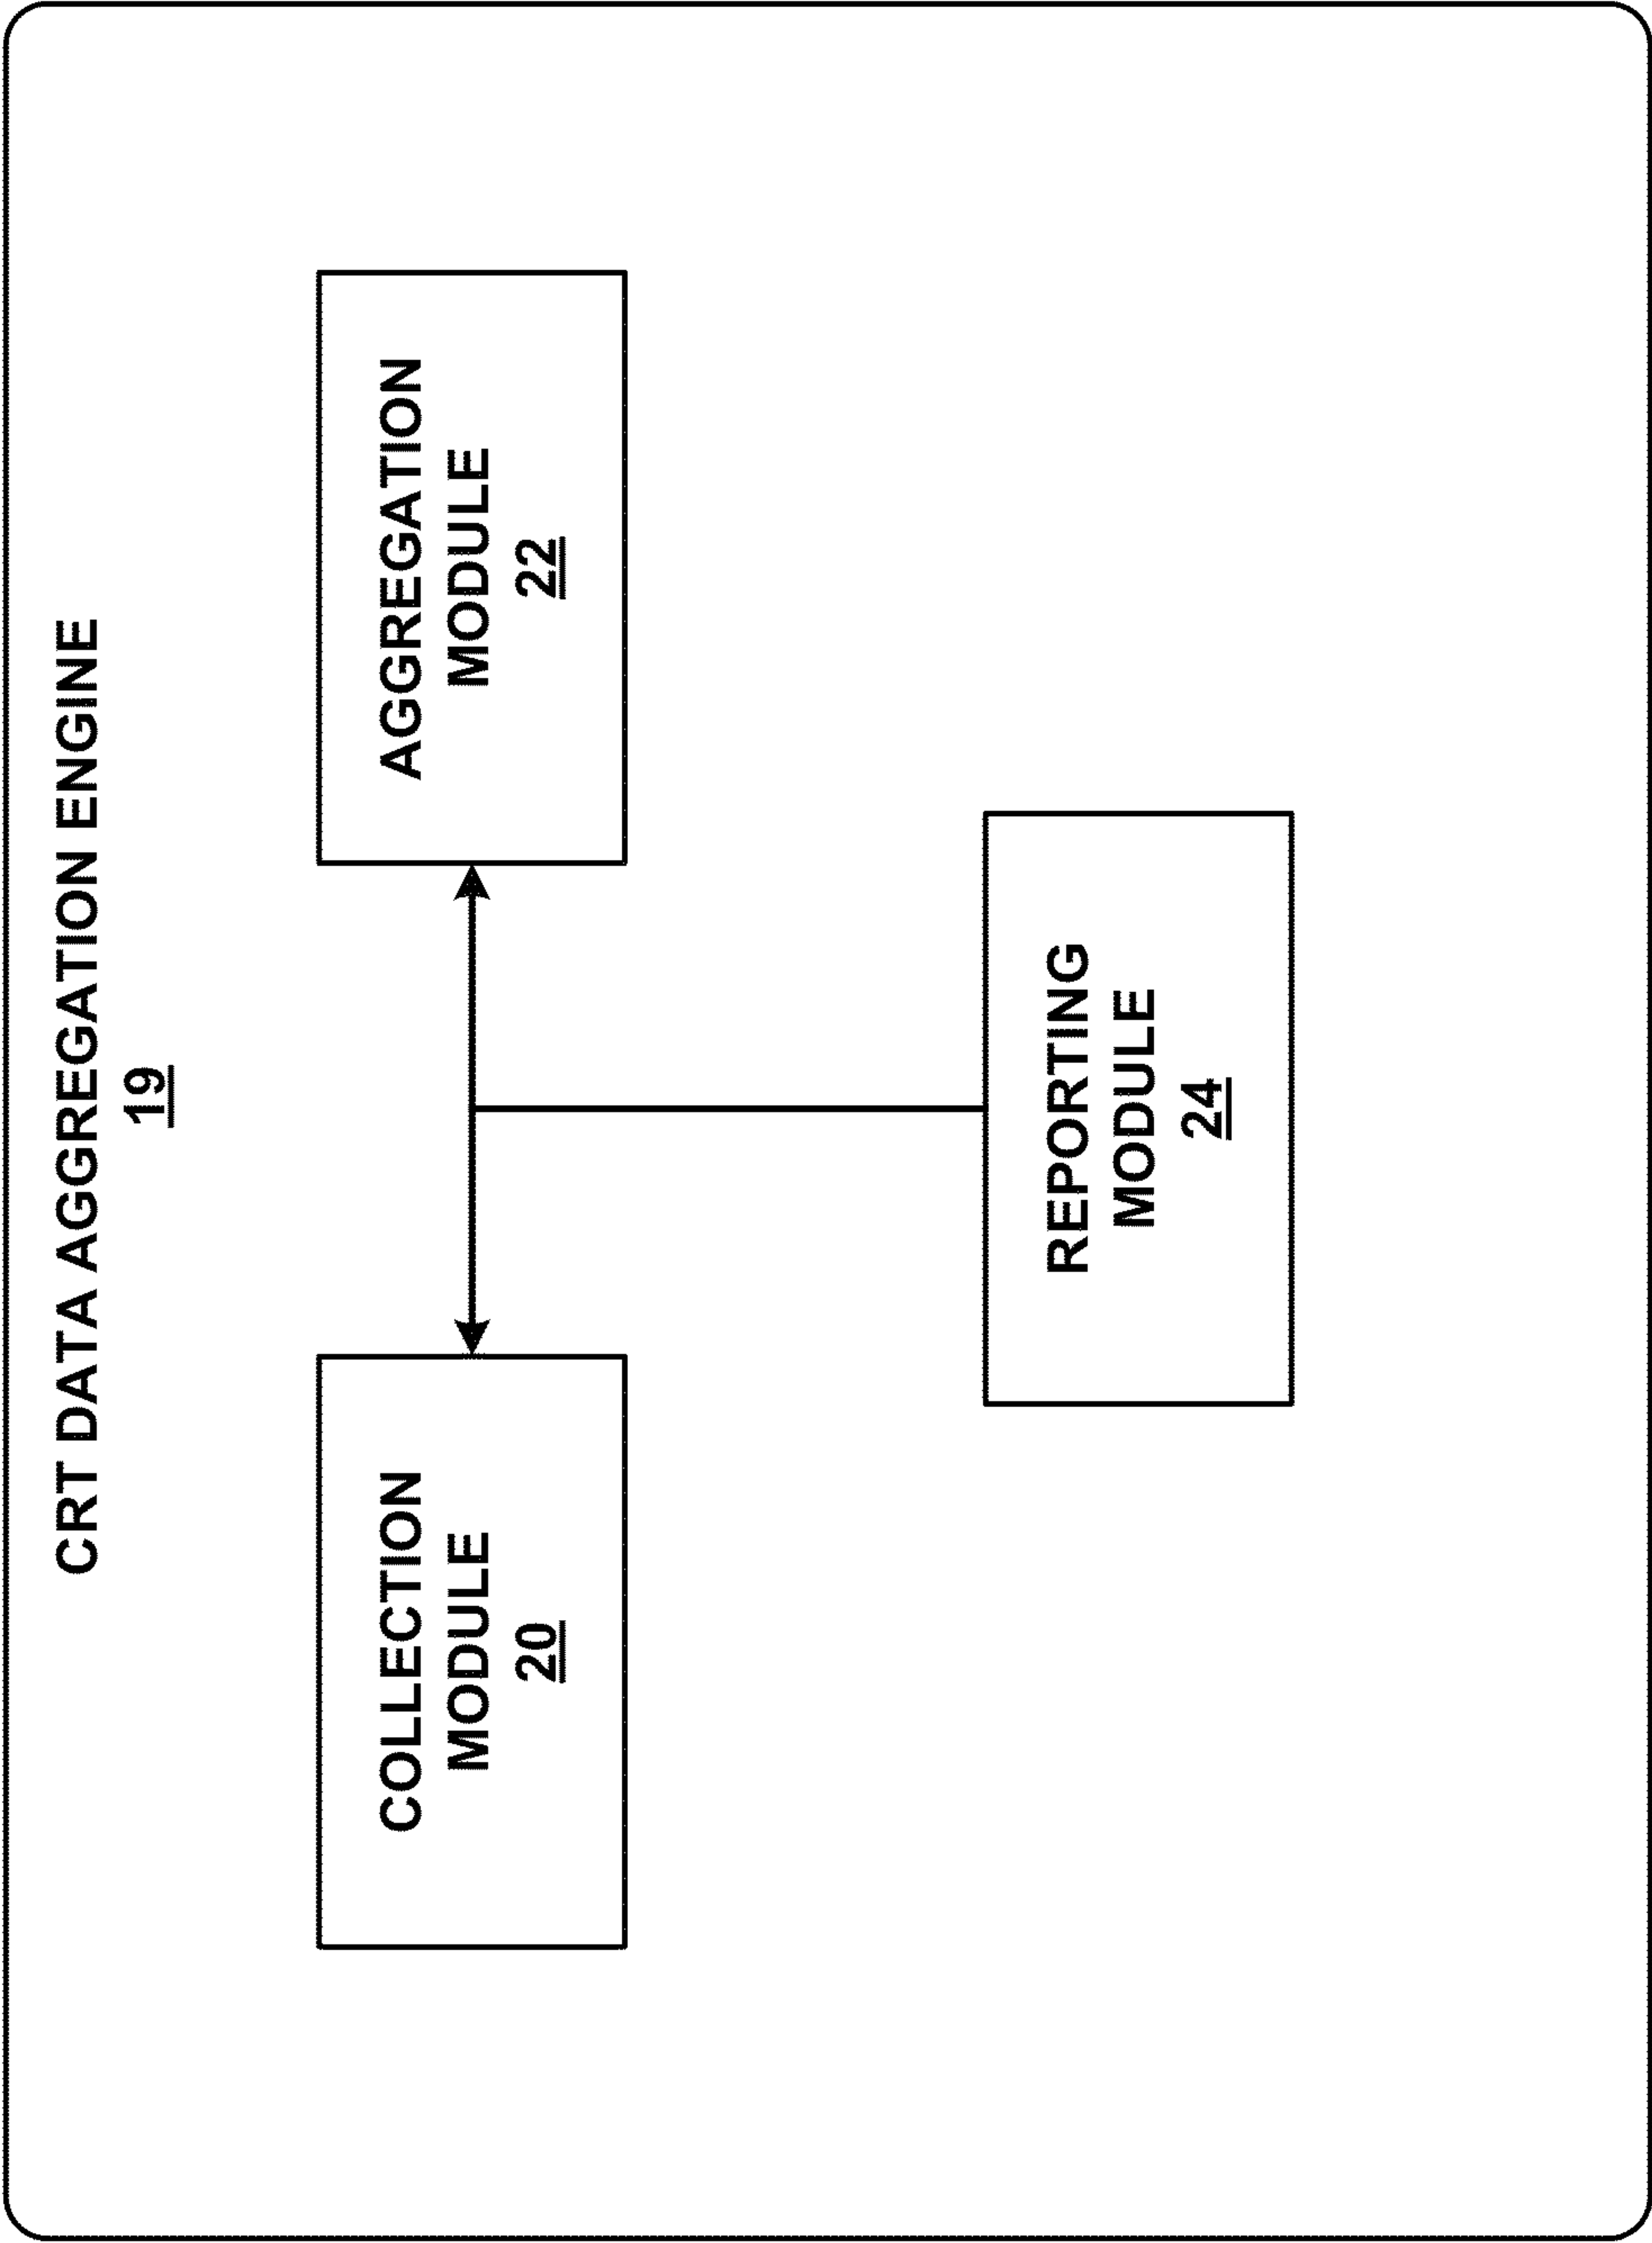 CRT DATA AGGREGATION ENGINE
19
COLLECTION
MODULE
20
AGGREGATION
MODULE
22
REPORTING
MODULE
24